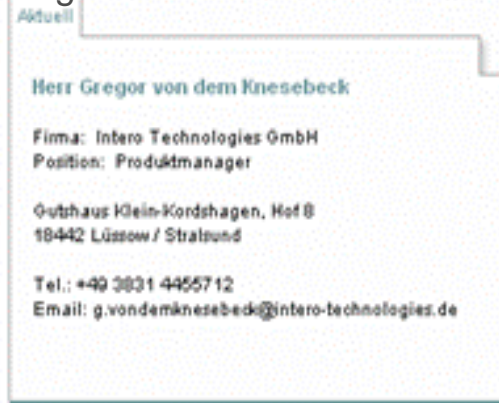 Aktuell
Herr Gregor von dem Knesebeck
Firma: Intero Technologies GmbH
Position: Produktmanager
Gutshaus Klein-Kordshagen, Hof 8
18442 Lüssow / Stralsund
Tel.: +49 3831 4455712
Email: g.vondemknesebeck@intero-technologies.de